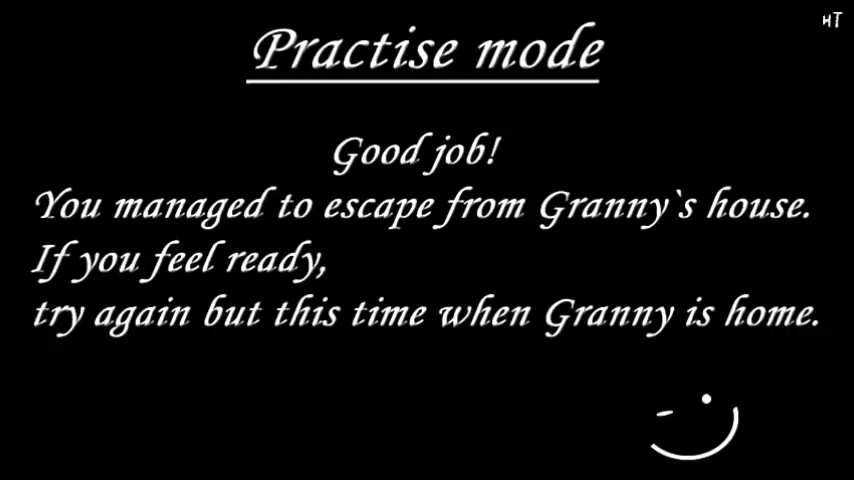 HT
Practise mode
Good job!
You managed to escape from Granny`s house.
If you feel ready,
try again but this time when Granny is home.